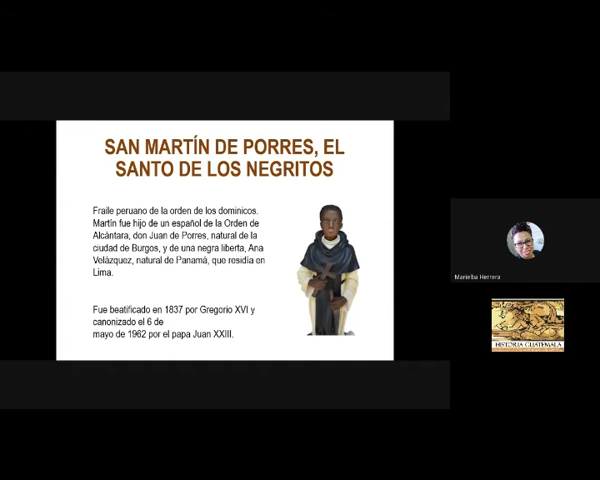 SAN MARTÍN DE PORRES, EL
SANTO DE LOS NEGRITOS
Fraile peruano de la orden de los dominicos.
Martín fue hijo de un español de la Orden de
Alcántara, don Juan de Porres, natural de la
ciudad de Burgos, y de una negra liberta, Ana
Velázquez, natural de Panamá, que residía en
Lima.
Fue beatificado en 1837 por Gregorio XVI y
canonizado el 6 de
mayo de 1962 por el papa Juan XXIII.
Marielba Herrera
HISTORIA GUATEMALA